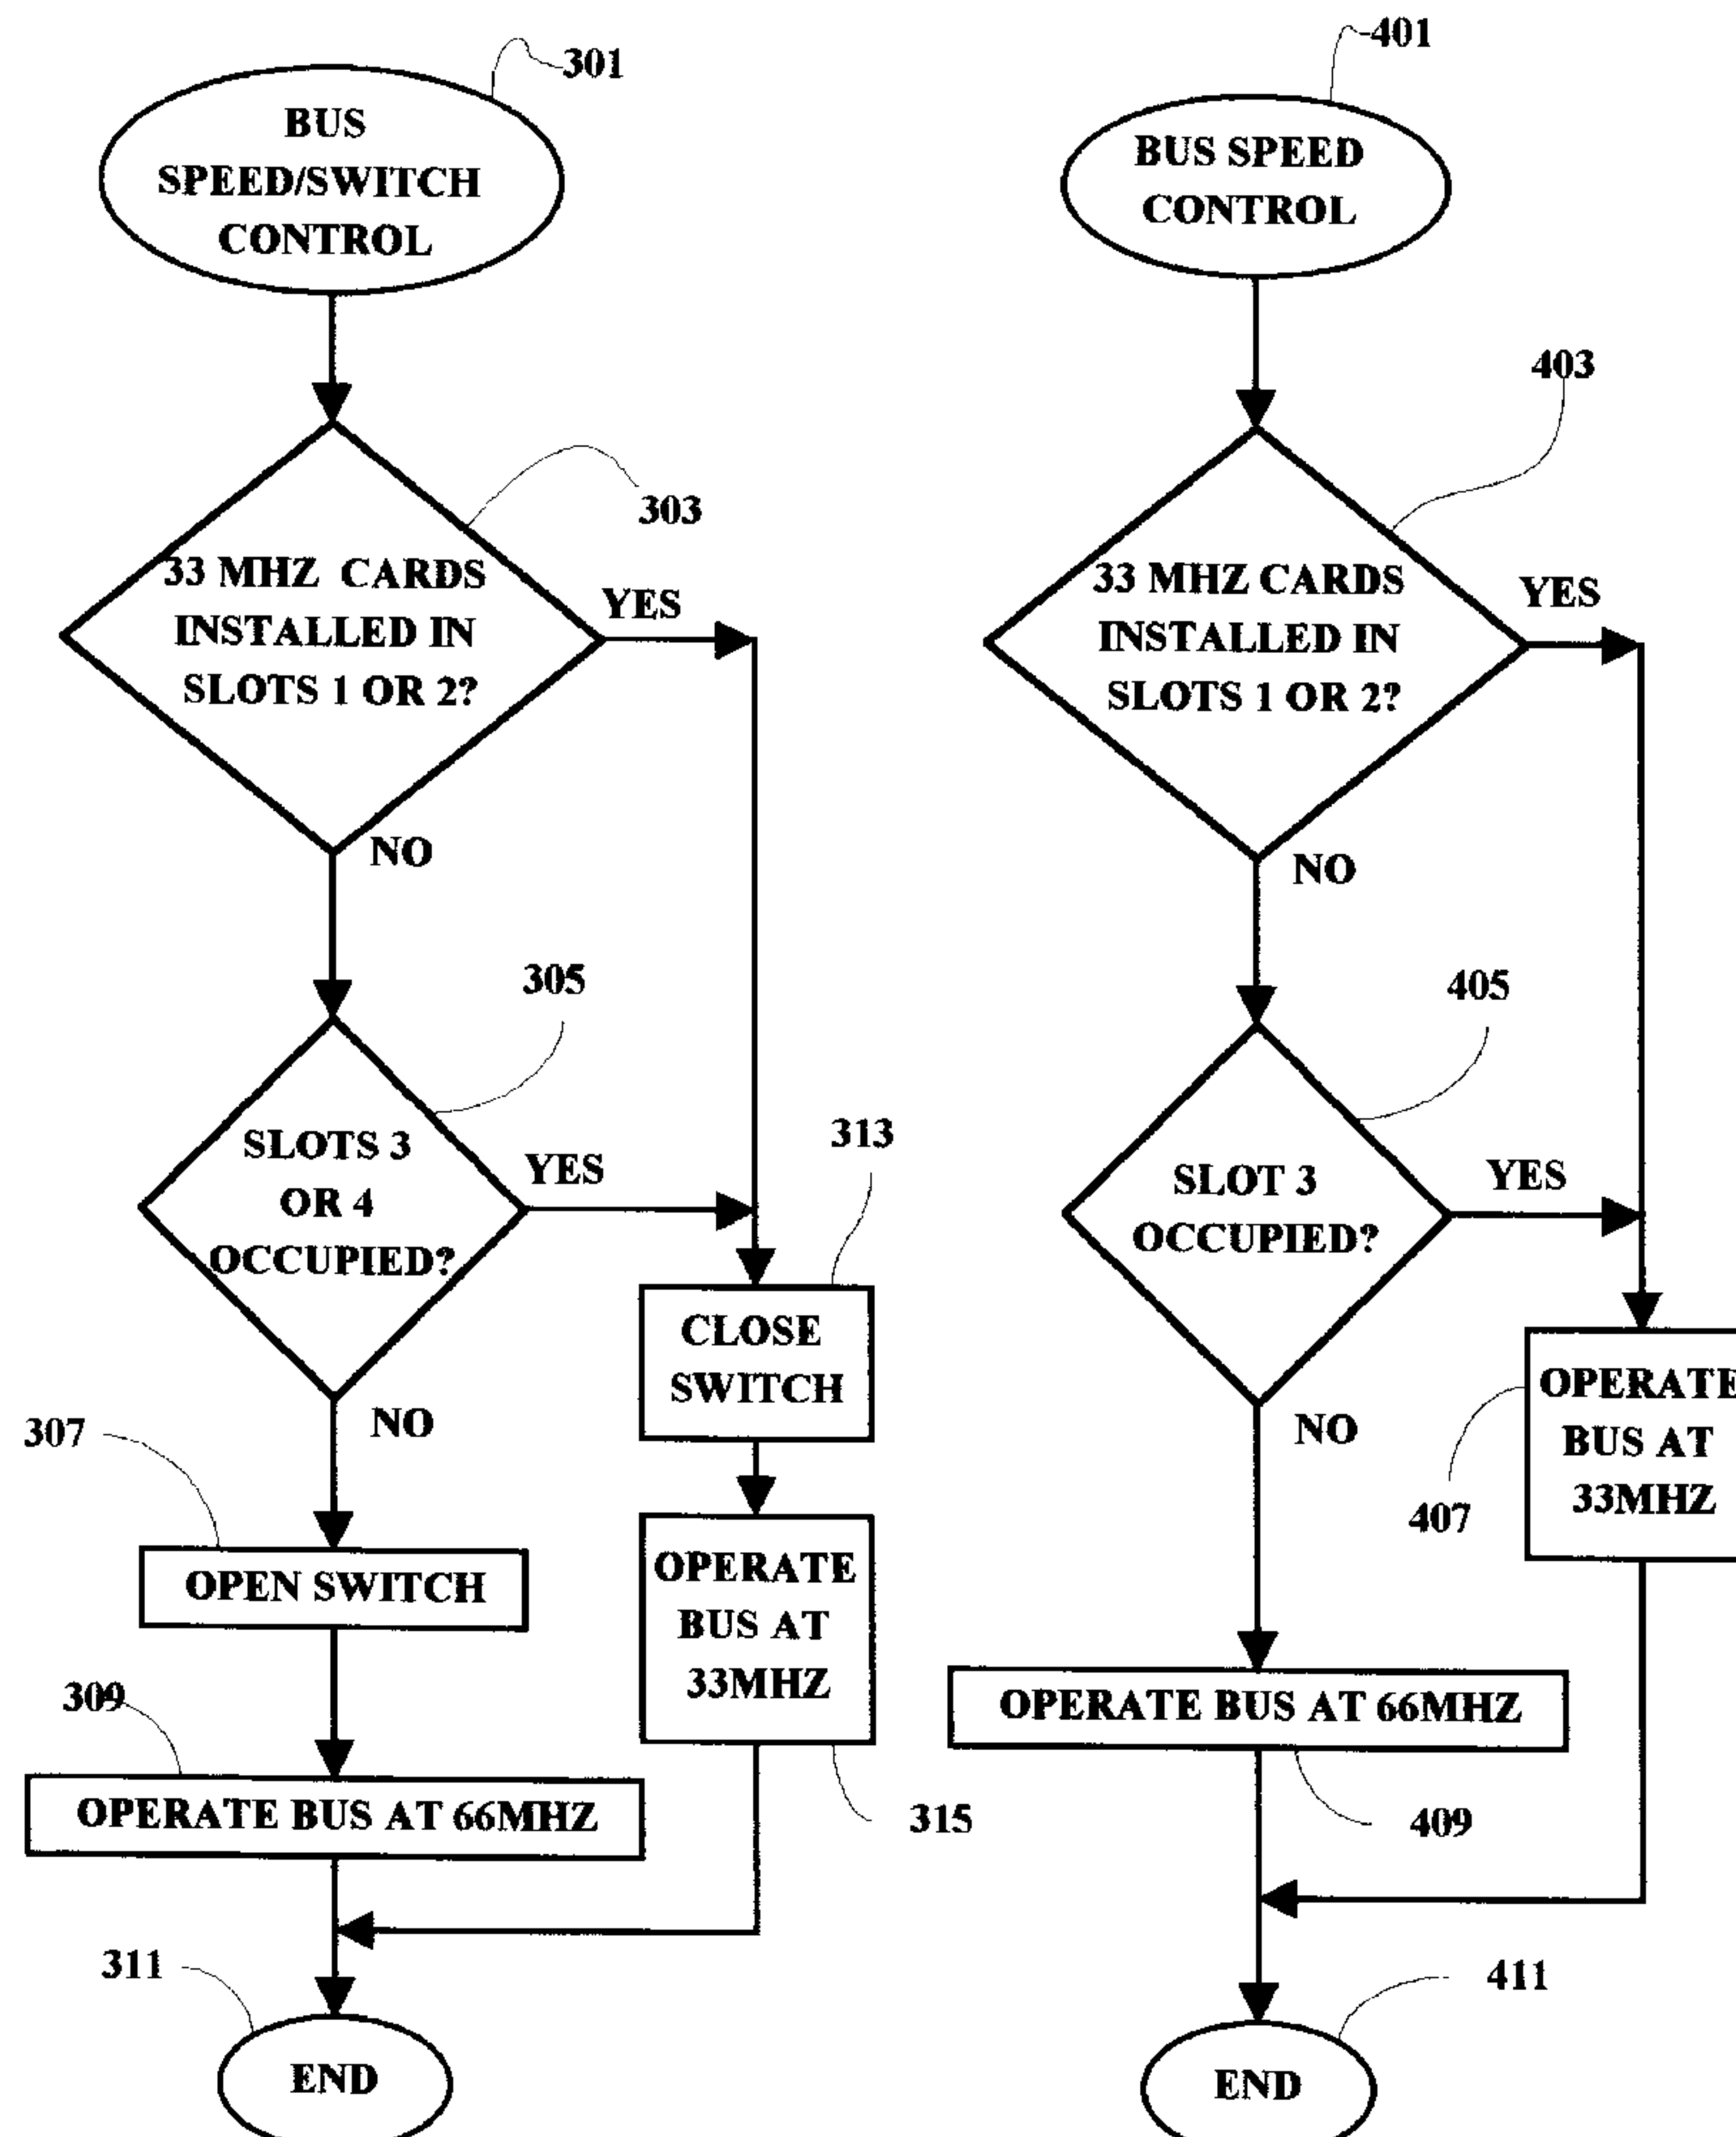 301
BUS
SPEED/SWITCH
CONTROL
303
33 MHZ CARDS
INSTALLED IN
SLOTS 1 OR 2?
YES
NO
305
SLOTS 3
OR 4
OCCUPIED?
YES
NO
313
CLOSE
SWITCH
307
OPEN SWITCH
OPERATE
BUS AT
33MHZ
315
309
OPERATE BUS AT 66MHZ
311
END
401
BUS SPEED
CONTROL
403
33 MHZ CARDS
INSTALLED IN
SLOTS 1 OR 2?
YES
NO
405
SLOT 3
OCCUPIED?
YES
NO
OPERATE
BUS AT
33MHZ
407
OPERATE BUS AT 66MHZ
409
411
END